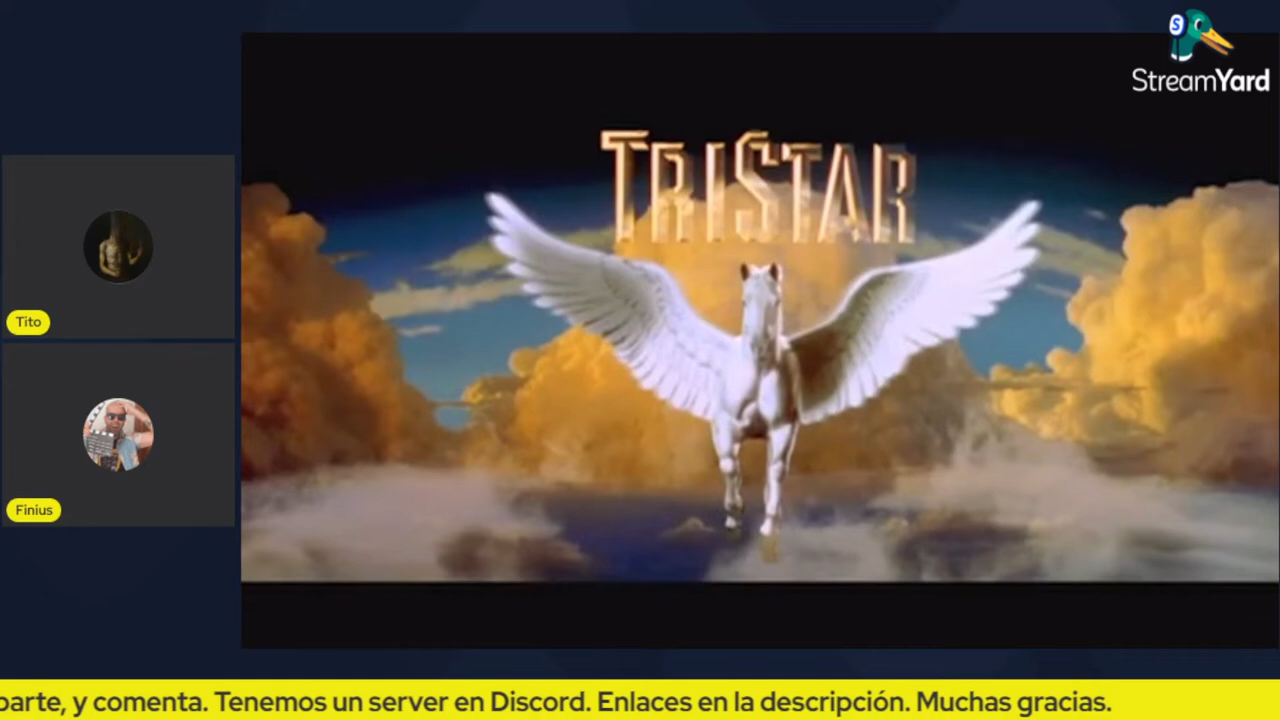 S
StreamYard
TRISTAR
Tito
Finius
parte, y comenta. Tenemos un server en Discord. Enlaces en la descripción. Muchas gracias.